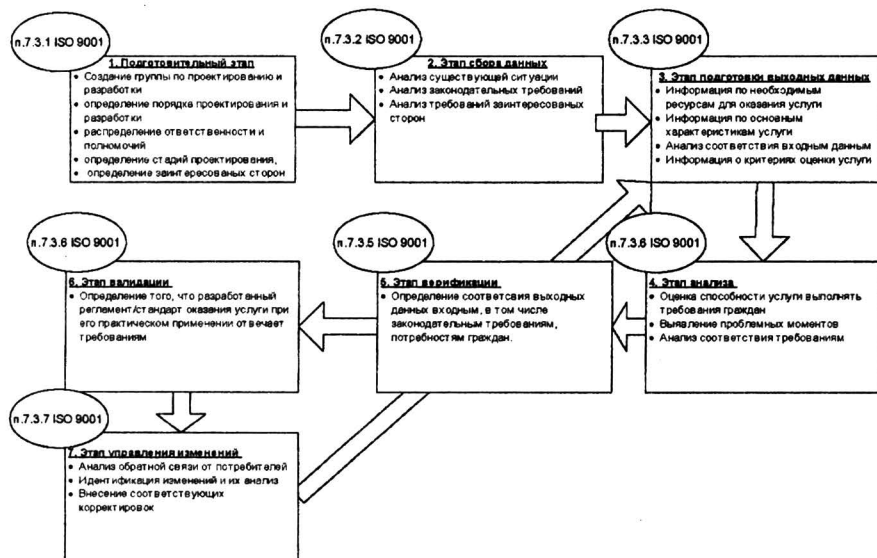 п.7.3.1 ISO 9001
1. Подготовительный этап
• Создание группы по проектированию и
разработки
• определение порядка проектирования и
разработки
• распределение ответственности и
полномочий
• определение стадий проектирования,
• определение заинтересованых сторон
п.7.3.2 ISO 9001
2. Этап сбора данных
• Анализ существующей ситуации
• Анализ законодательных требований
• Анализ требований заинтересованых
сторон
п.7.3.3 ISO 9001
3. Этап подготовки выходных данных
• Информация по необходимым
ресурсам для оказания услуги
• Информация по основным
характеристикам услуги
• Анализ соответствия входным данным
• Информация о критериях оценки услуги
п.7.3.6 ISO 9001
4. Этап анализа
• Оценка способности услуги выполнять
требования граждан
• Выявление проблемных моментов
• Анализ соответствия требованиям
п.7.3.5 ISO 9001
5. Этап верификации
• Определение соответсвия выходных
данных входным, в том числе
законодательным требованиям,
потребностям граждан.
п.7.3.6 ISO 9001
6. Этап валидации
• Определение того, что разработанный
регламент/стандарт оказания услуги при
его практическом применении отвечает
требованиям
п.7.3.7 ISO 9001
7. Этап управления изменений
• Анализ обратной связи от потребителей
• Идентификация изменений и их анализ
• Внесение соответствующих
корректировок